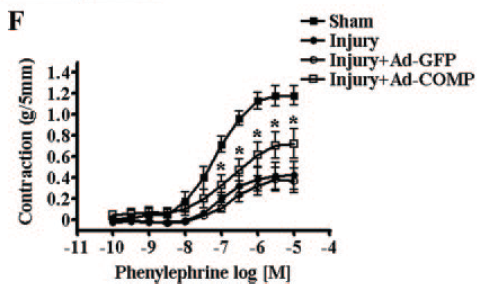 F
Sham
Injury
Injury+Ad-GFP
Injury+Ad-COMP
Contraction (g/5mm)
1.4
1.2
1.0
0.8
0.6
0.4
0.2
0
* * * * *
-11 -10 -9 -8 -7 -6 -5 -4
Phenylephrine log [M]